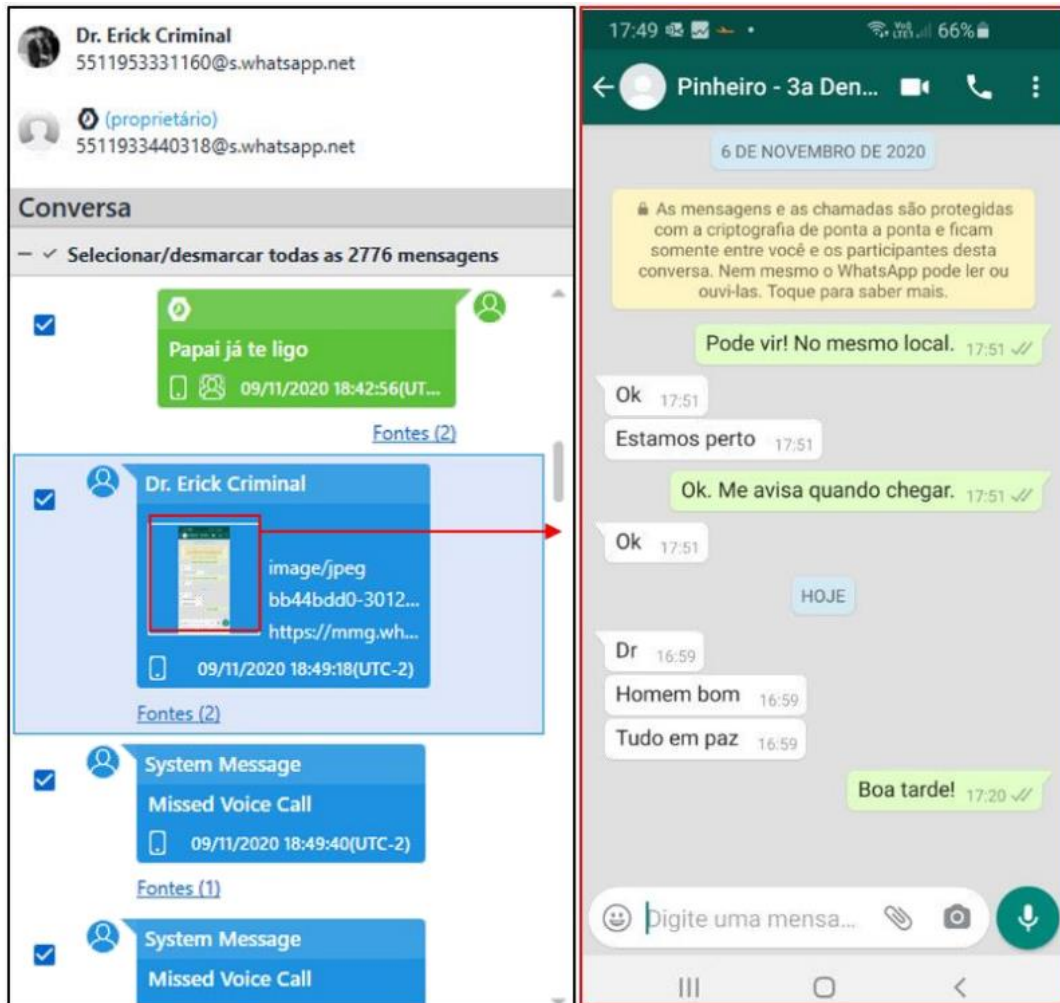 Dr. Erick Criminal
5511953331160@s.whatsapp.net
(proprietário)
5511933440318@s.whatsapp.net
Conversa
Selecionar/desmarcar todas as 2776 mensagens
Papai já te ligo
09/11/2020 18:42:56(UT...
Fontes (2)
Dr. Erick Criminal
image/jpeg
bb44bdd0-3012...
https://mmg.wh...
09/11/2020 18:49:18(UTC-2)
Fontes (2)
System Message
Missed Voice Call
09/11/2020 18:49:40(UTC-2)
Fontes (1)
System Message
Missed Voice Call
17:49 66%
Pinheiro - 3a Den...
6 DE NOVEMBRO DE 2020
As mensagens e as chamadas são protegidas
com a criptografia de ponta a ponta e ficam
somente entre você e os participantes desta
conversa. Nem mesmo o WhatsApp pode ler ou
ouvi-las. Toque para saber mais.
Pode vir! No mesmo local. 17:51
Ok 17:51
Estamos perto 17:51
Ok. Me avisa quando chegar. 17:51
Ok 17:51
HOJE
Dr 16:59
Homem bom 16:59
Tudo em paz 16:59
Boa tarde! 17:20
Digite uma mensa...